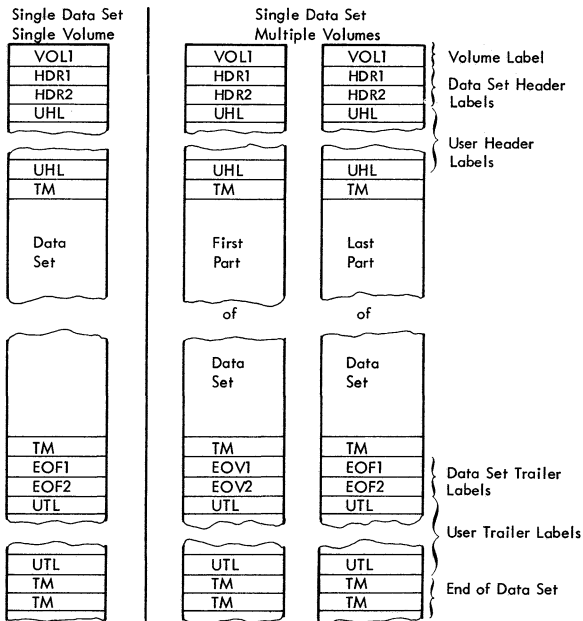 Single Data Set
Single Volume
VOL1
HDR1
HDR2
UHL
UHL
TM
Data
Set
TM
EOF1
EOF2
UTL
UTL
TM
TM
Single Data Set
Multiple Volumes
VOL1
HDR1
HDR2
UHL
UHL
TM
First
Part
of
Data
Set
TM
EOV1
EOV2
UTL
UTL
TM
TM
VOL1
HDR1
HDR2
UHL
UHL
TM
Last
Part
of
Data
Set
TM
EOF1
EOF2
UTL
UTL
TM
TM
Volume Label
Data Set Header
Labels
User Header
Labels
Data Set Trailer
Labels
User Trailer Labels
End of Data Set